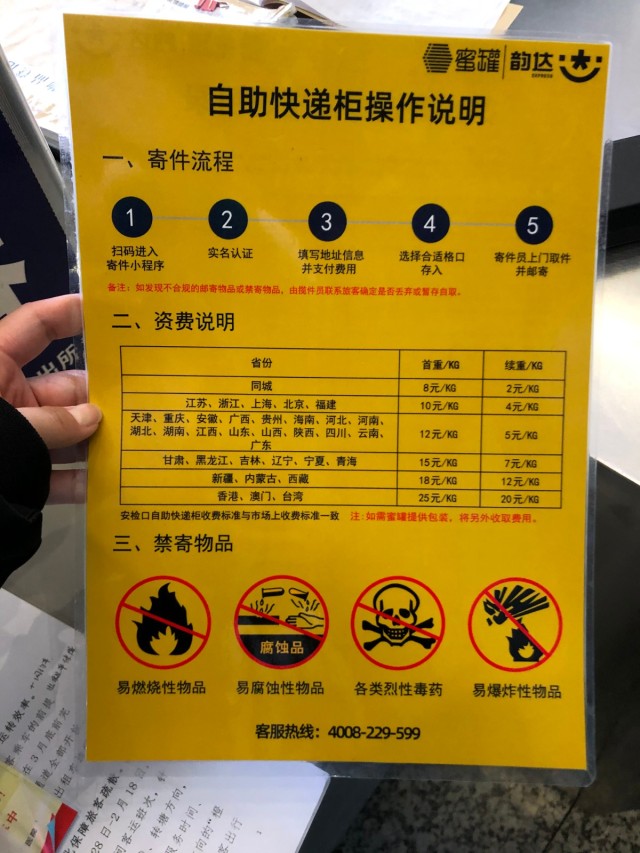 蜜罐 韵达
EXPRESS
自助快递柜操作说明
一、寄件流程
1 2 3 4 5
扫码进入
寄件小程序
实名认证
填写地址信息
并支付费用
选择合适格口
存入
寄件员上门取件
并邮寄
备注：如发现不合规的邮寄物品或禁寄物品，由揽件员联系旅客确定是否丢弃或暂存自取。
二、资费说明
省份 首重/KG 续重/KG
同城 8元/KG 2元/KG
江苏、浙江、上海、北京、福建 10元/KG 4元/KG
天津、重庆、安徽、广西、贵州、海南、河北、河南、
湖北、湖南、江西、山东、山西、陕西、四川、云南、
广东
12元/KG 5元/KG
甘肃、黑龙江、吉林、辽宁、宁夏、青海 15元/KG 7元/KG
新疆、内蒙古、西藏 18元/KG 12元/KG
香港、澳门、台湾 25元/KG 20元/KG
安检口自助快递柜收费标准与市场上收费标准一致 注：如需蜜罐提供包装，将另外收取费用。
三、禁寄物品
腐蚀品
易燃烧性物品
易腐蚀性物品
各类烈性毒药
易爆炸性物品
客服热线：4008-229-599
出所